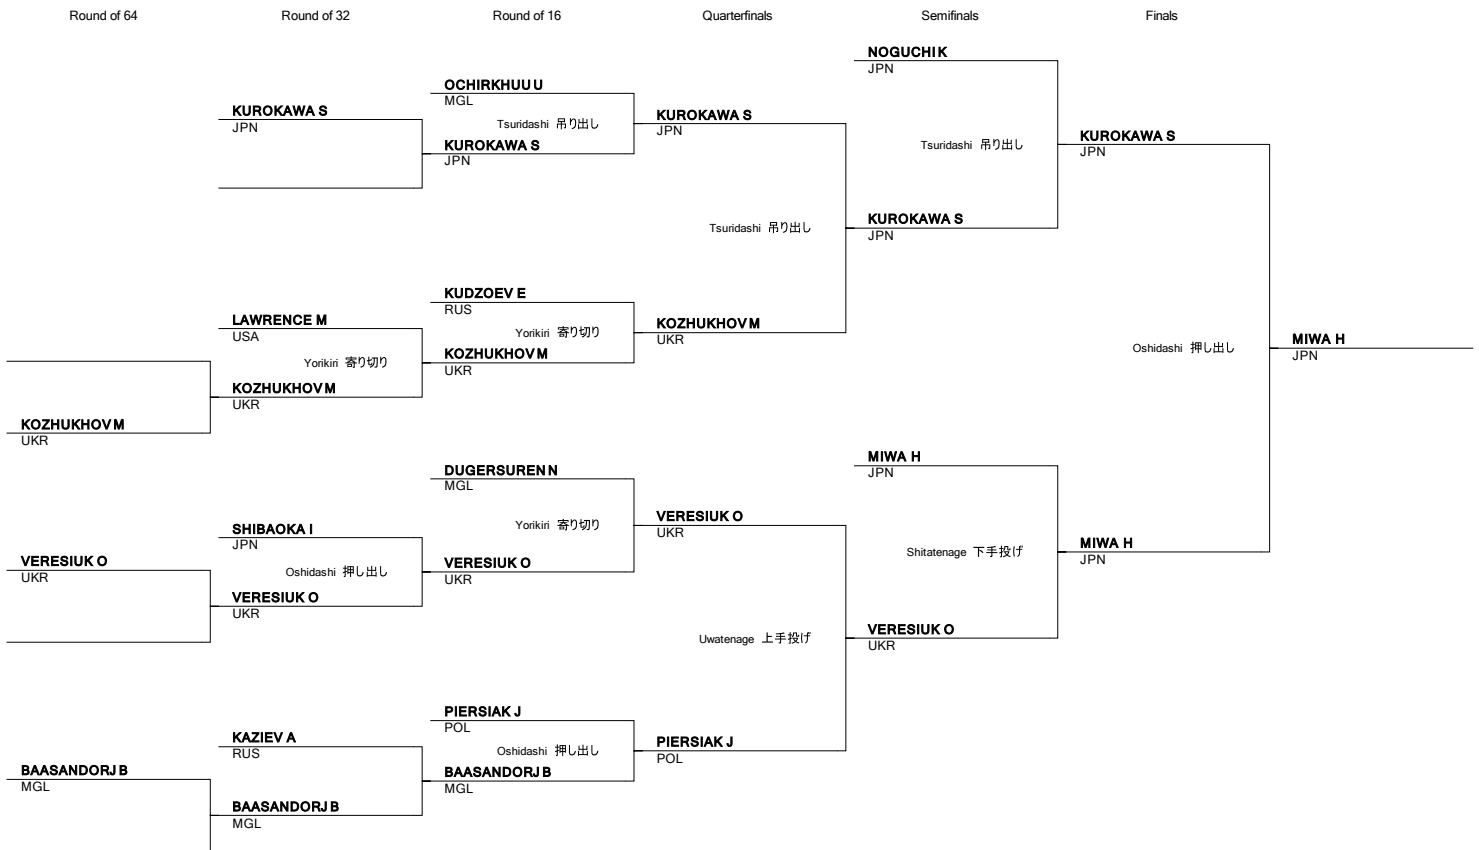 Round of 64 Round of 32 Round of 16 Quarterfinals Semifinals Finals
NOGUCHI K
JPN
OCHIRKHUU U
MGL
KUROKAWA S
JPN
Tsuridashi 吊り出し
KUROKAWA S
JPN
KUROKAWA S
JPN
Tsuridashi 吊り出し
KUROKAWA S
JPN
Tsuridashi 吊り出し
KUROKAWA S
JPN
KUDZOEV E
RUS
LAWRENCE M
USA
Yorikiri 寄り切り
KOZHUKHOV M
UKR
Yorikiri 寄り切り
KOZHUKHOV M
UKR
Oshidashi 押し出し
MIWA H
JPN
KOZHUKHOV M
UKR
KOZHUKHOV M
UKR
MIWA H
JPN
DUGERSUREN N
MGL
SHIBAOKA I
JPN
Yorikiri 寄り切り
VERESIUK O
UKR
Shitatenage 下手投げ
MIWA H
JPN
VERESIUK O
UKR
Oshidashi 押し出し
VERESIUK O
UKR
VERESIUK O
UKR
Uwatenage 上手投げ
VERESIUK O
UKR
PIERSIAK J
POL
KAZIEV A
RUS
Oshidashi 押し出し
PIERSIAK J
POL
BAASANDORJ B
MGL
BAASANDORJ B
MGL
BAASANDORJ B
MGL